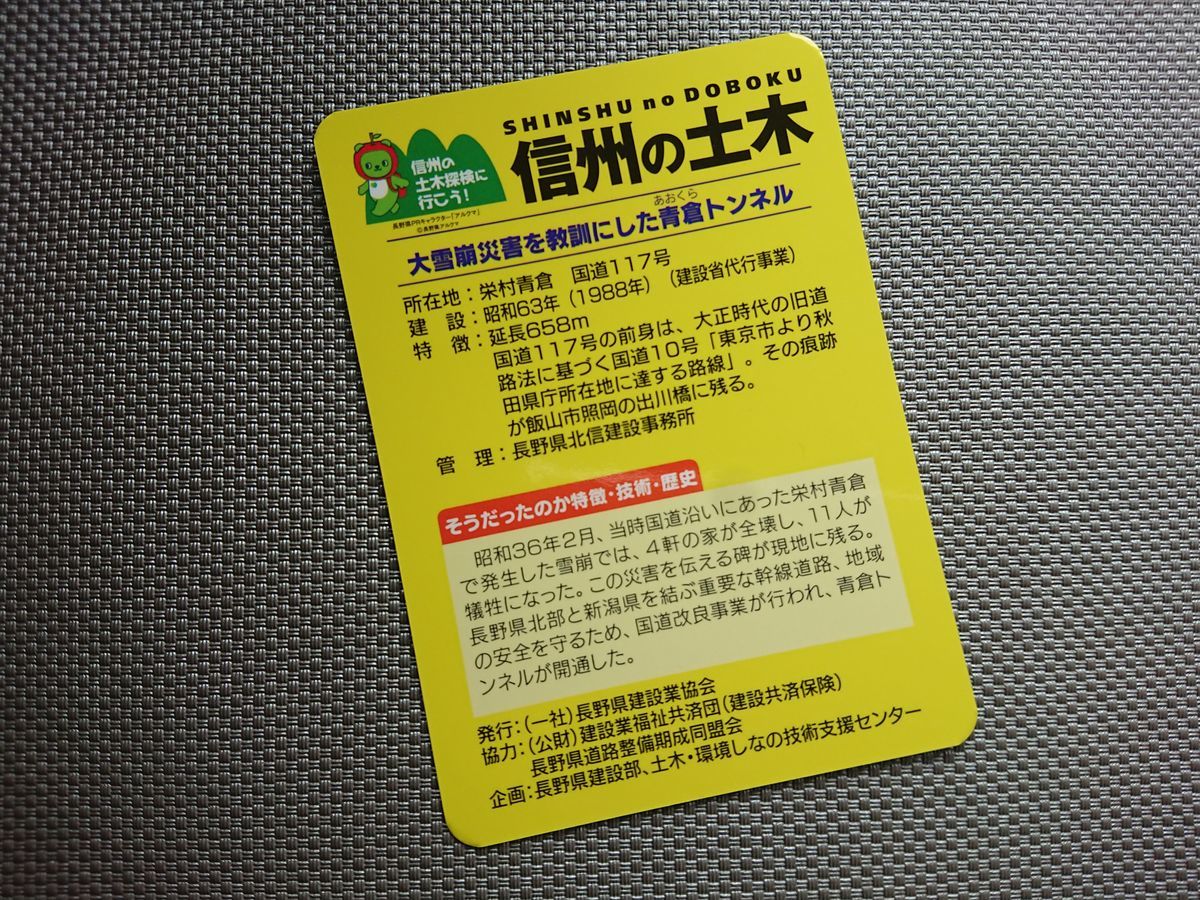 SHINSHU no DOBOKU
信州の土木
信州の
土木探検に
行こう!
長野県PRキャラクター「アルクマ」
©長野県アルクマ
あおくら
大雪崩災害を教訓にした青倉トンネル
所在地:栄村青倉 国道117号
建 設:昭和63年(1988年)(建設省代行事業)
特 徴:延長658m
国道117号の前身は、大正時代の旧道
路法に基づく国道10号「東京市より秋
田県庁所在地に達する路線」。その痕跡
が飯山市照岡の出川橋に残る。
管 理:長野県北信建設事務所
そうだったのか特徴・技術・歴史
昭和36年2月、当時国道沿いにあった栄村青倉
で発生した雪崩では、4軒の家が全壊し、11人が
犠牲になった。この災害を伝える碑が現地に残る。
長野県北部と新潟県を結ぶ重要な幹線道路、地域
の安全を守るため、国道改良事業が行われ、青倉ト
ンネルが開通した。
発行:(一社)長野県建設業協会
協力:(公財)建設業福祉共済団(建設共済保険)
長野県道路整備期成同盟会
企画:長野県建設部、土木・環境しなの技術支援センター